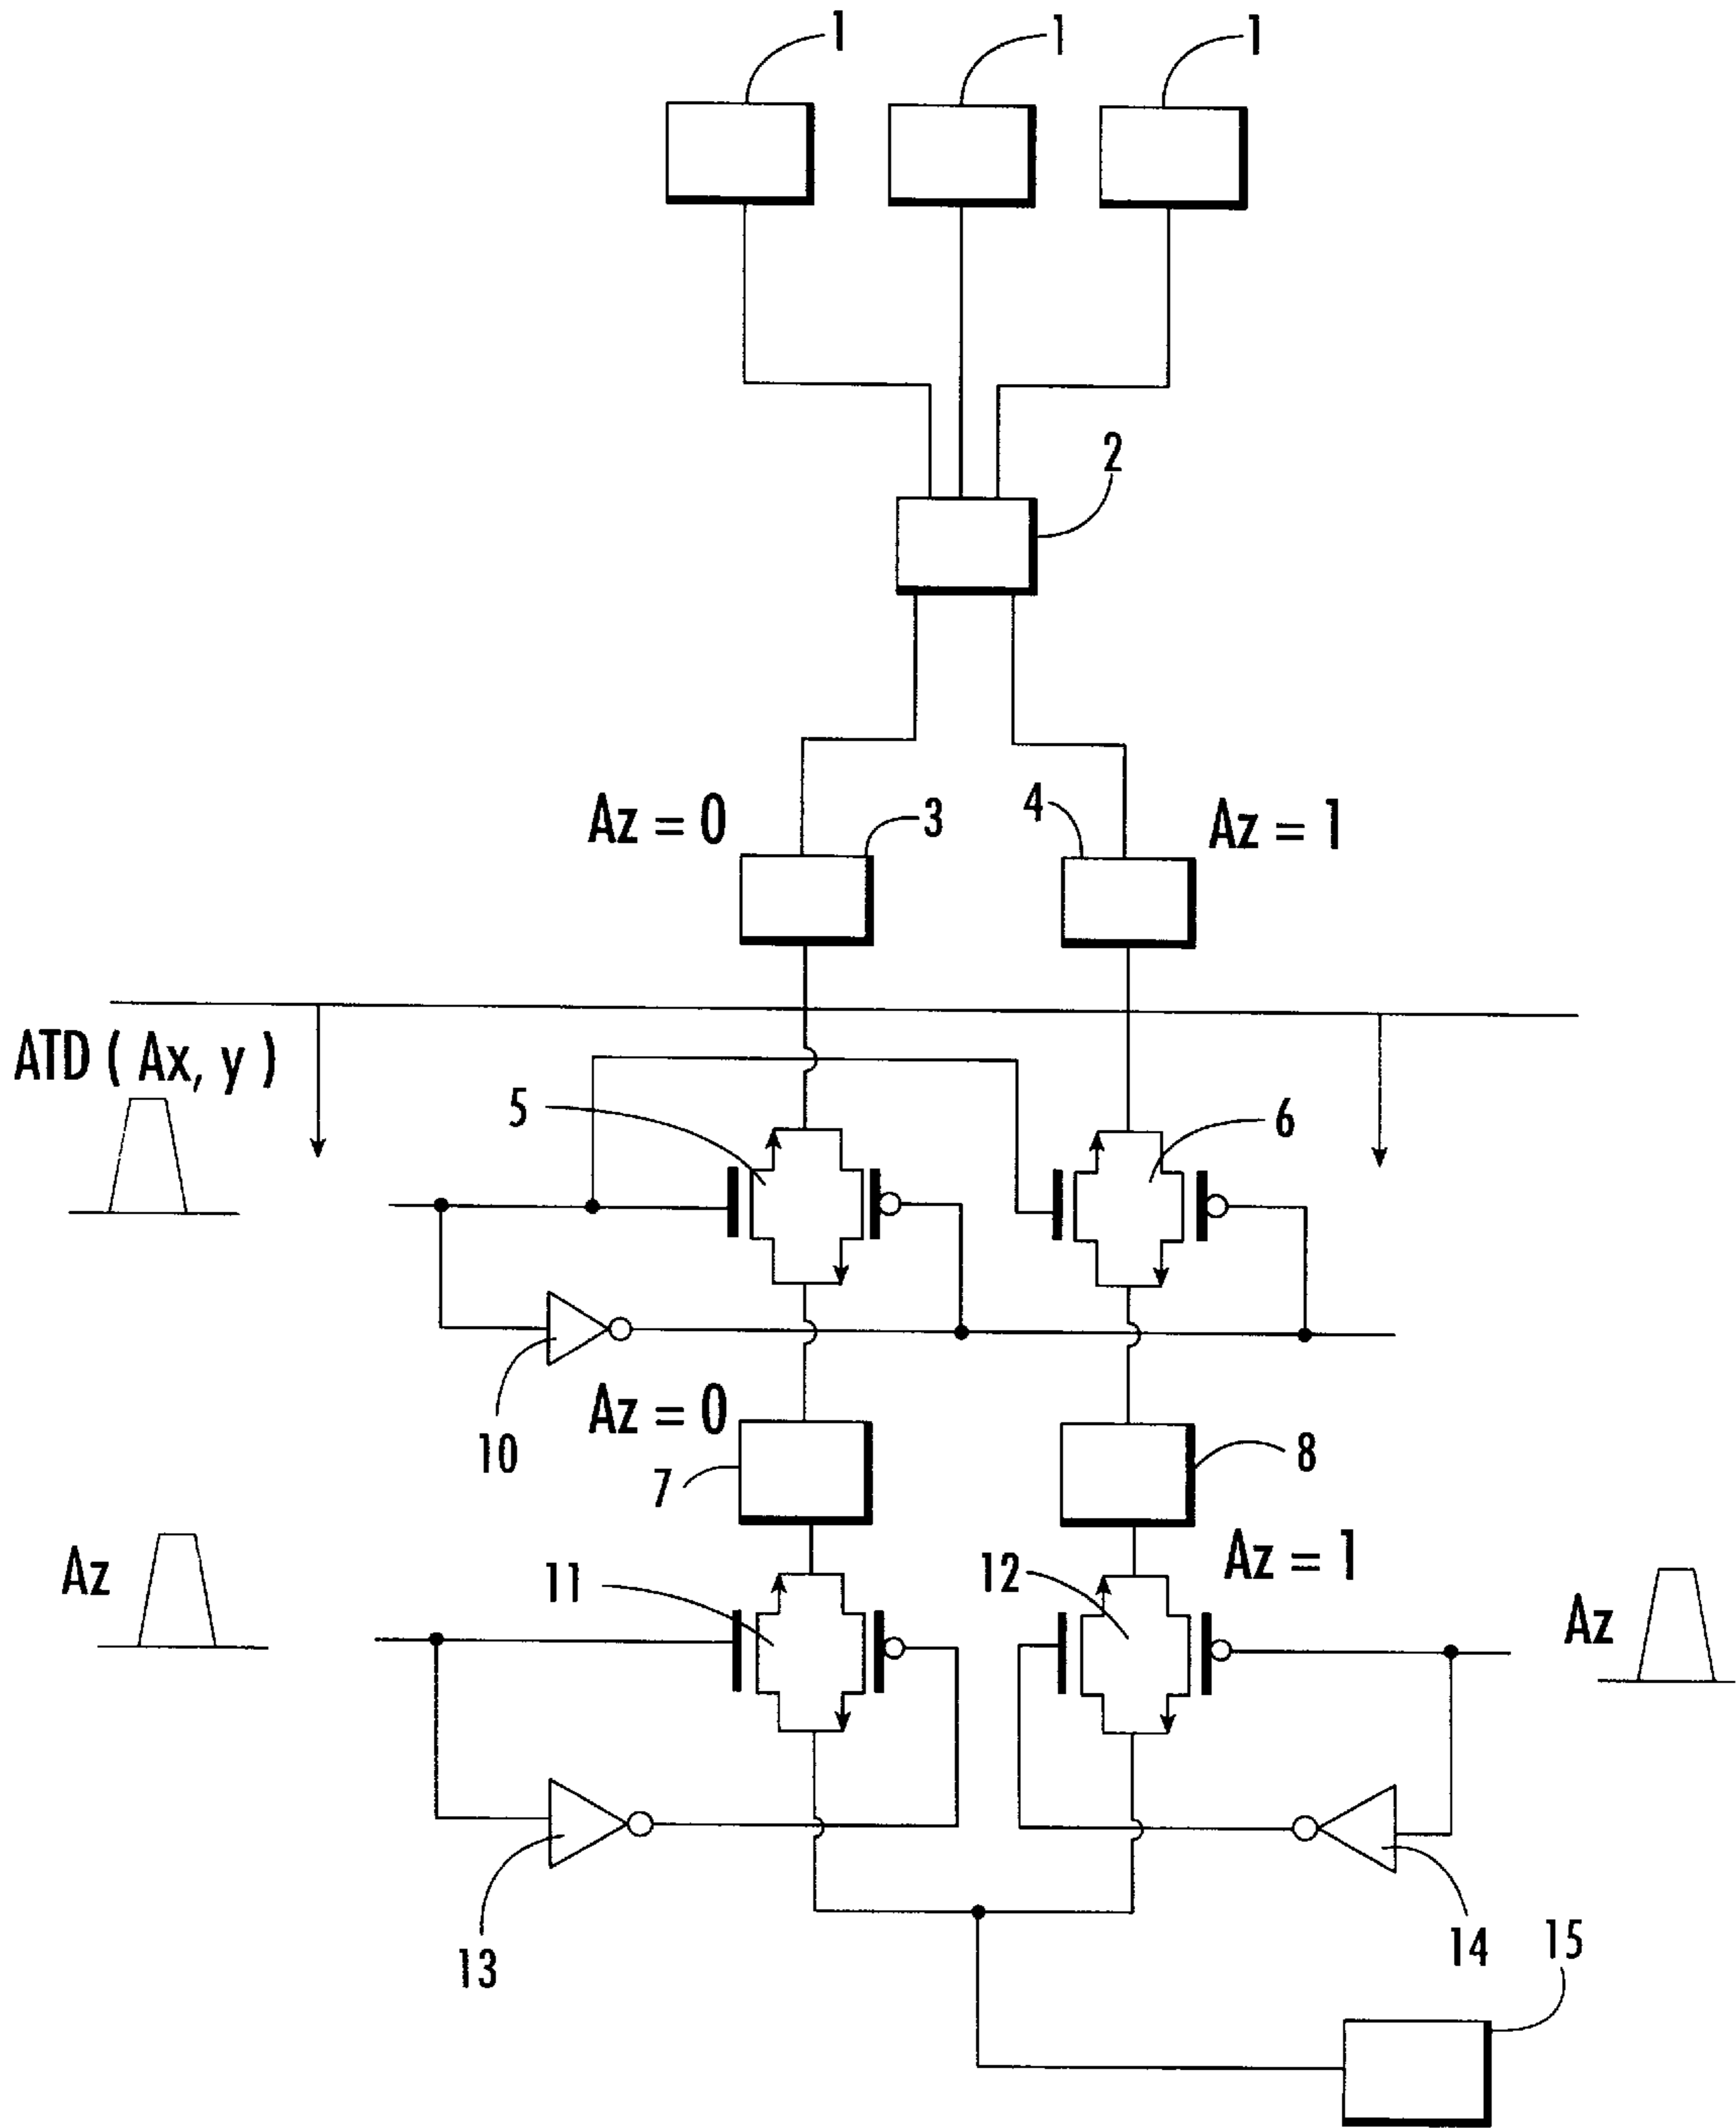 1
1
1
2
Az = 0
3
4
Az = 1
ATD ( Ax, y )
5
6
10
Az = 0
7
8
Az
11
12
Az = 1
Az
13
14
15